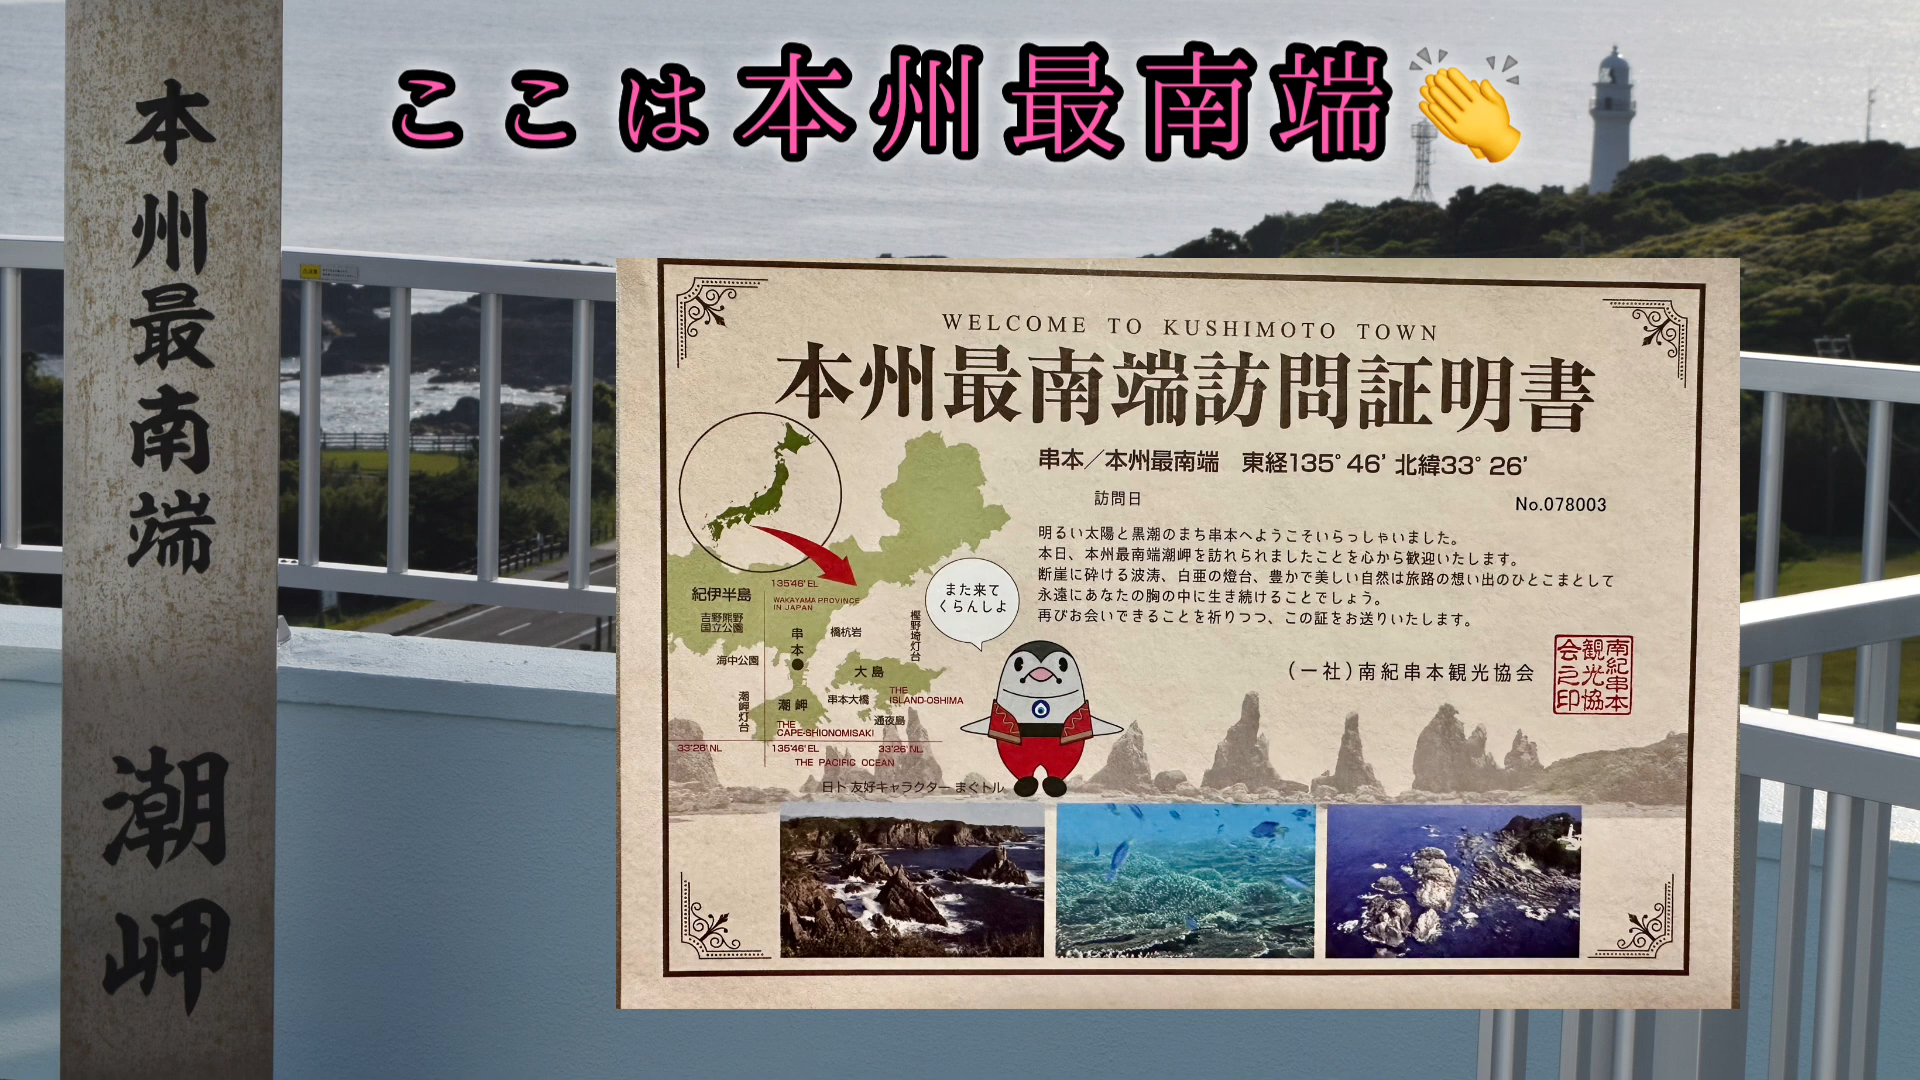 ここは本州最南端👏
本州最南端
潮岬
WELCOME TO KUSHIMOTO TOWN
本州最南端訪問証明書
串本／本州最南端　東経135°46’ 北緯33°26’
訪問日
No.078003
明るい太陽と黒潮のまち串本へようこそいらっしゃいました。
本日、本州最南端潮岬を訪れられましたことを心から歓迎いたします。
断崖に砕ける波涛、白亜の燈台、豊かで美しい自然は旅路の想い出のひとこまとして
永遠にあなたの胸の中に生き続けることでしょう。
再びお会いできることを祈りつつ、この証をお送りいたします。
（一社）南紀串本観光協会
南紀串本
観光協
会之印
135°46' EL
WAKAYAMA PROVINCE
IN JAPAN
紀伊半島
吉野熊野
国立公園
海中公園
串本
橋杭岩
樫野埼灯台
大島
THE
ISLAND-OSHIMA
串本大橋
通夜島
潮岬灯台
潮岬
THE
CAPE-SHIONOMISAKI
33°26' NL
135°46' EL
33°26' NL
THE PACIFIC OCEAN
また来て
くらんしよ
日ト 友好キャラクター まぐトル